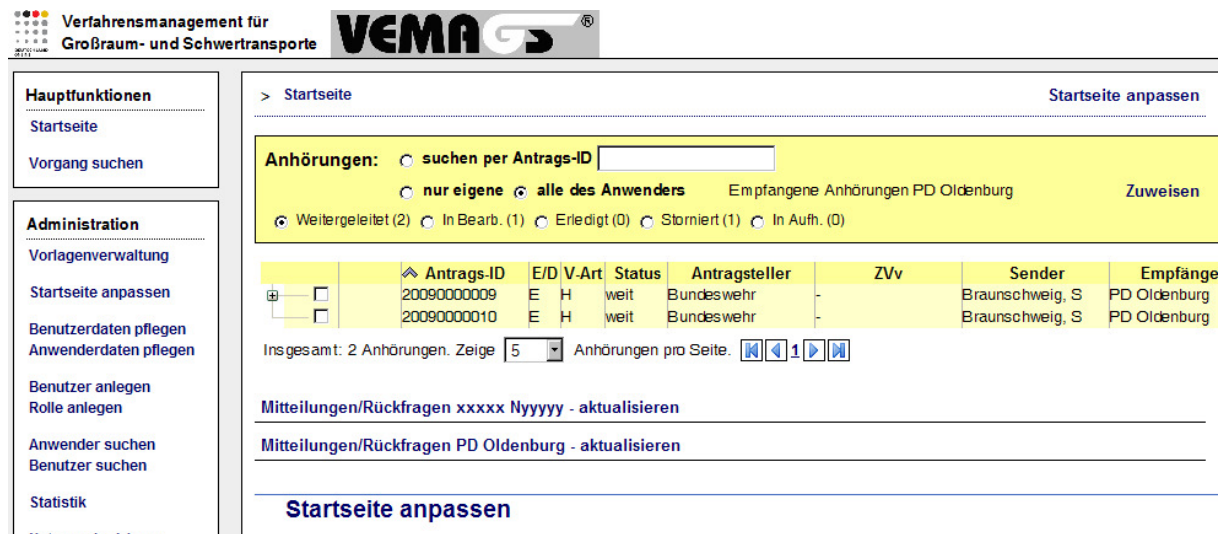 Verfahrensmanagement für
Großraum- und Schwertransporte
VEMAGS ®
Hauptfunktionen
Startseite
Vorgang suchen
Administration
Vorlagenverwaltung
Startseite anpassen
Benutzerdaten pflegen
Anwenderdaten pflegen
Benutzer anlegen
Rolle anlegen
Anwender suchen
Benutzer suchen
Statistik
> Startseite Startseite anpassen
Anhörungen: suchen per Antrags-ID
nur eigene alle des Anwenders Empfangene Anhörungen PD Oldenburg Zuweisen
Weitergeleitet (2) In Bearb. (1) Erledigt (0) Storniert (1) In Aufh. (0)
Antrags-ID E/D V-Art Status Antragsteller ZVv Sender Empfänge
20090000009 E H weit Bundeswehr - Braunschweig, S PD Oldenburg
20090000010 E H weit Bundeswehr - Braunschweig, S PD Oldenburg
Insgesamt: 2 Anhörungen. Zeige 5 Anhörungen pro Seite. 1
Mitteilungen/Rückfragen xxxxx Nyyyyy - aktualisieren
Mitteilungen/Rückfragen PD Oldenburg - aktualisieren
Startseite anpassen